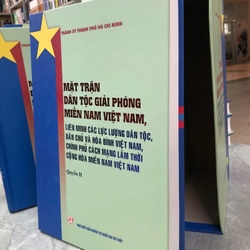 THÀNH ỦY THÀNH PHỐ HỒ CHÍ MINH
MẶT TRẬN
DÂN TỘC GIẢI PHÓNG
MIỀN NAM VIỆT NAM,
LIÊN MINH CÁC LỰC LƯỢNG DÂN TỘC,
DÂN CHỦ VÀ HÒA BÌNH VIỆT NAM,
CHÍNH PHỦ CÁCH MẠNG LÂM THỜI
CỘNG HÒA MIỀN NAM VIỆT NAM
Quyển II